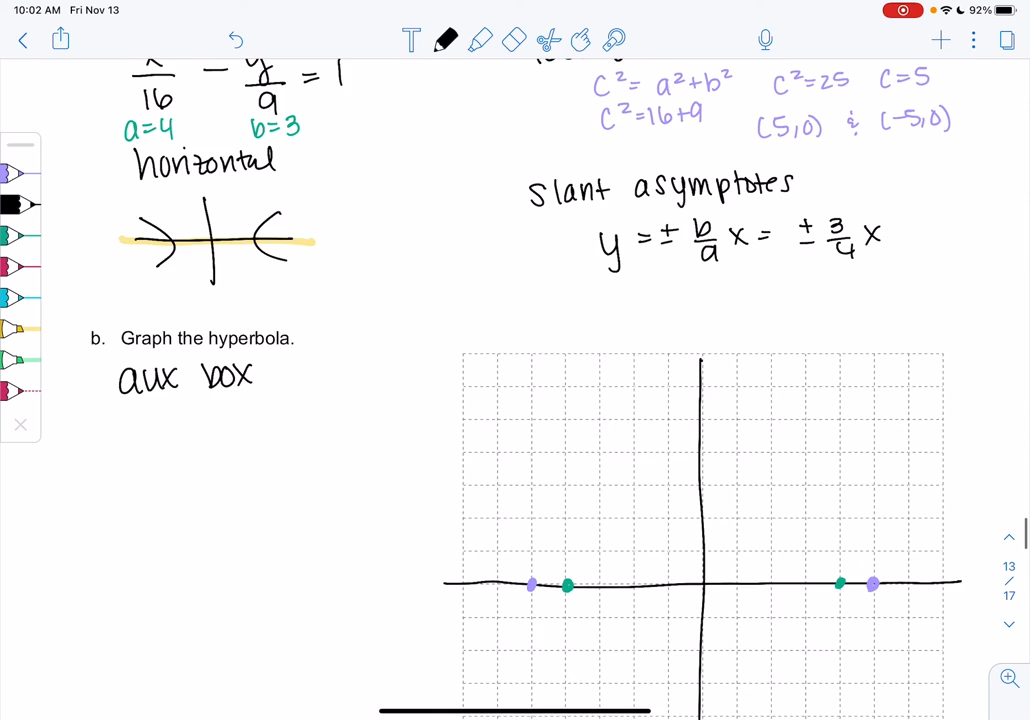 10:02 AM Fri Nov 13
92%
T
— = 1
16 9
a=4 b=3
horizontal
c² = a² + b² c² = 25 c = 5
c² = 16+9
(5,0) & (-5,0)
slant asymptotes
y = ± b/a x = ± 3/4 x
b. Graph the hyperbola.
aux box
13
/
17